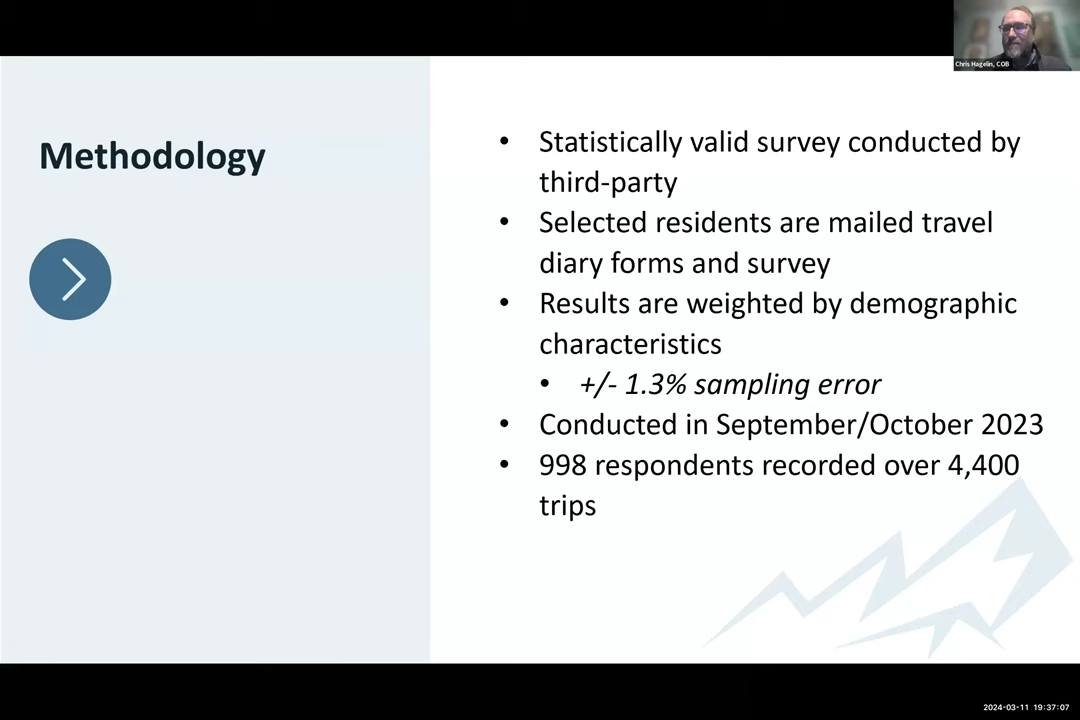 Chris Hagelin, COB
Methodology
• Statistically valid survey conducted by
third-party
• Selected residents are mailed travel
diary forms and survey
• Results are weighted by demographic
characteristics
• +/- 1.3% sampling error
• Conducted in September/October 2023
• 998 respondents recorded over 4,400
trips
2024-03-11 19:37:07